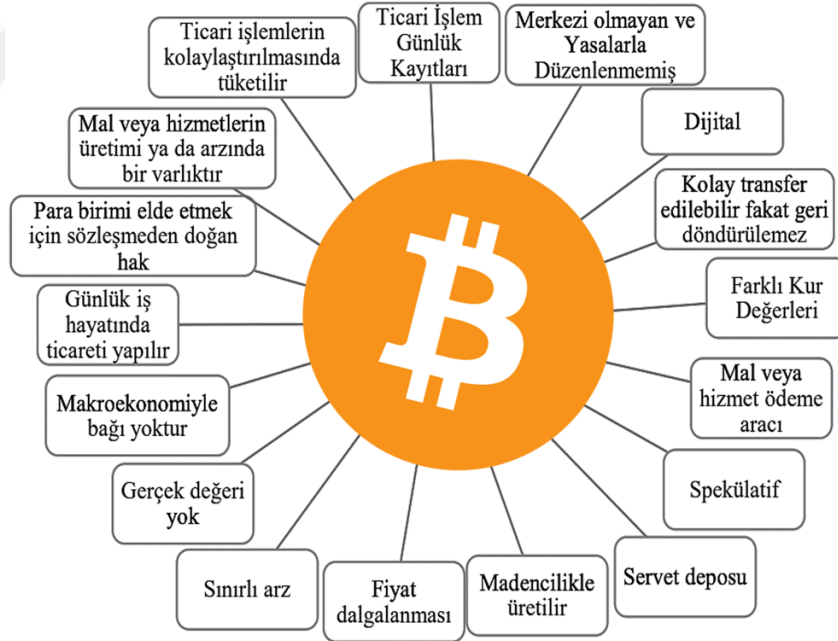 Ticari işlemlerin
kolaylaştırılmasında
tüketilir
Ticari İşlem
Günlük
Kayıtları
Merkezi olmayan ve
Yasalarla
Düzenlenmemiş
Dijital
Kolay transfer
edilebilir fakat geri
döndürülemez
Farklı Kur
Değerleri
Mal veya
hizmet ödeme
aracı
Spekülatif
Servet deposu
Madencilikle
üretilir
Fiyat
dalgalanması
Sınırlı arz
Gerçek değeri
yok
Makroekonomiyle
bağı yoktur
Günlük iş
hayatında
ticareti yapılır
Para birimi elde etmek
için sözleşmeden doğan
hak
Mal veya hizmetlerin
üretimi ya da arzında
bir varlıktır